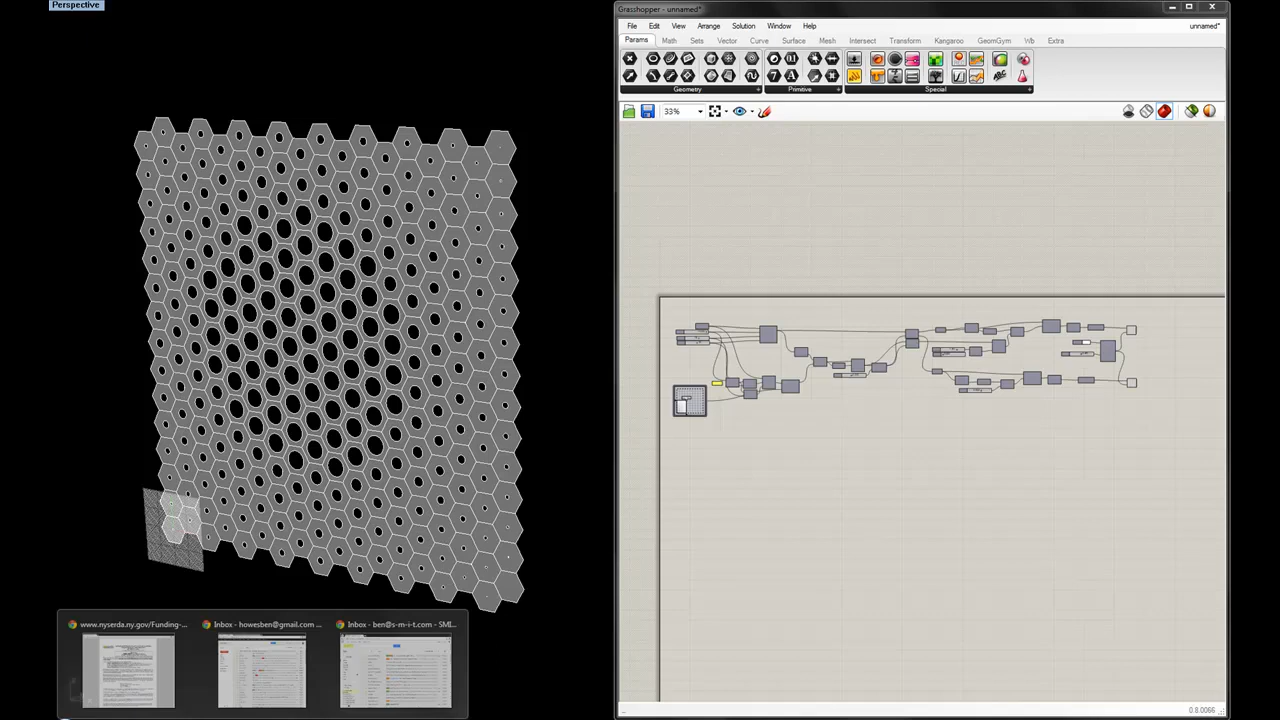 Perspective
Grasshopper - unnamed*
File Edit View Arrange Solution Window Help
unnamed*
Params Math Sets Vector Curve Surface Mesh Intersect Transform Kangaroo GeomGym Wb Extra
Geometry Primitive Special
33%
www.nyserda.ny.gov/Funding-...
Inbox - howesben@gmail.com ...
Inbox - ben@s-m-i-t.com - SMI...
0.8.0066